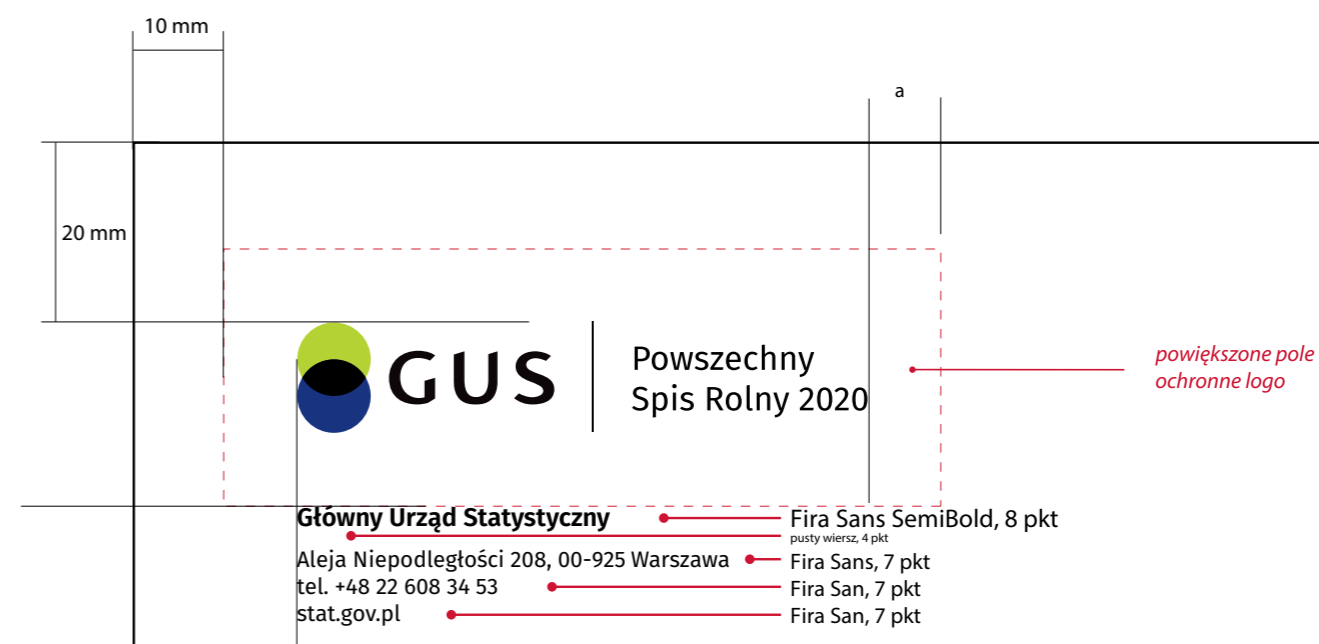 10 mm
a
20 mm
GUS
Powszechny
Spis Rolny 2020
powiększone pole
ochronne logo
Główny Urząd Statystyczny
Fira Sans SemiBold, 8 pkt
pusty wiersz, 4 pkt
Aleja Niepodległości 208, 00-925 Warszawa
Fira Sans, 7 pkt
tel. +48 22 608 34 53
Fira San, 7 pkt
stat.gov.pl
Fira San, 7 pkt